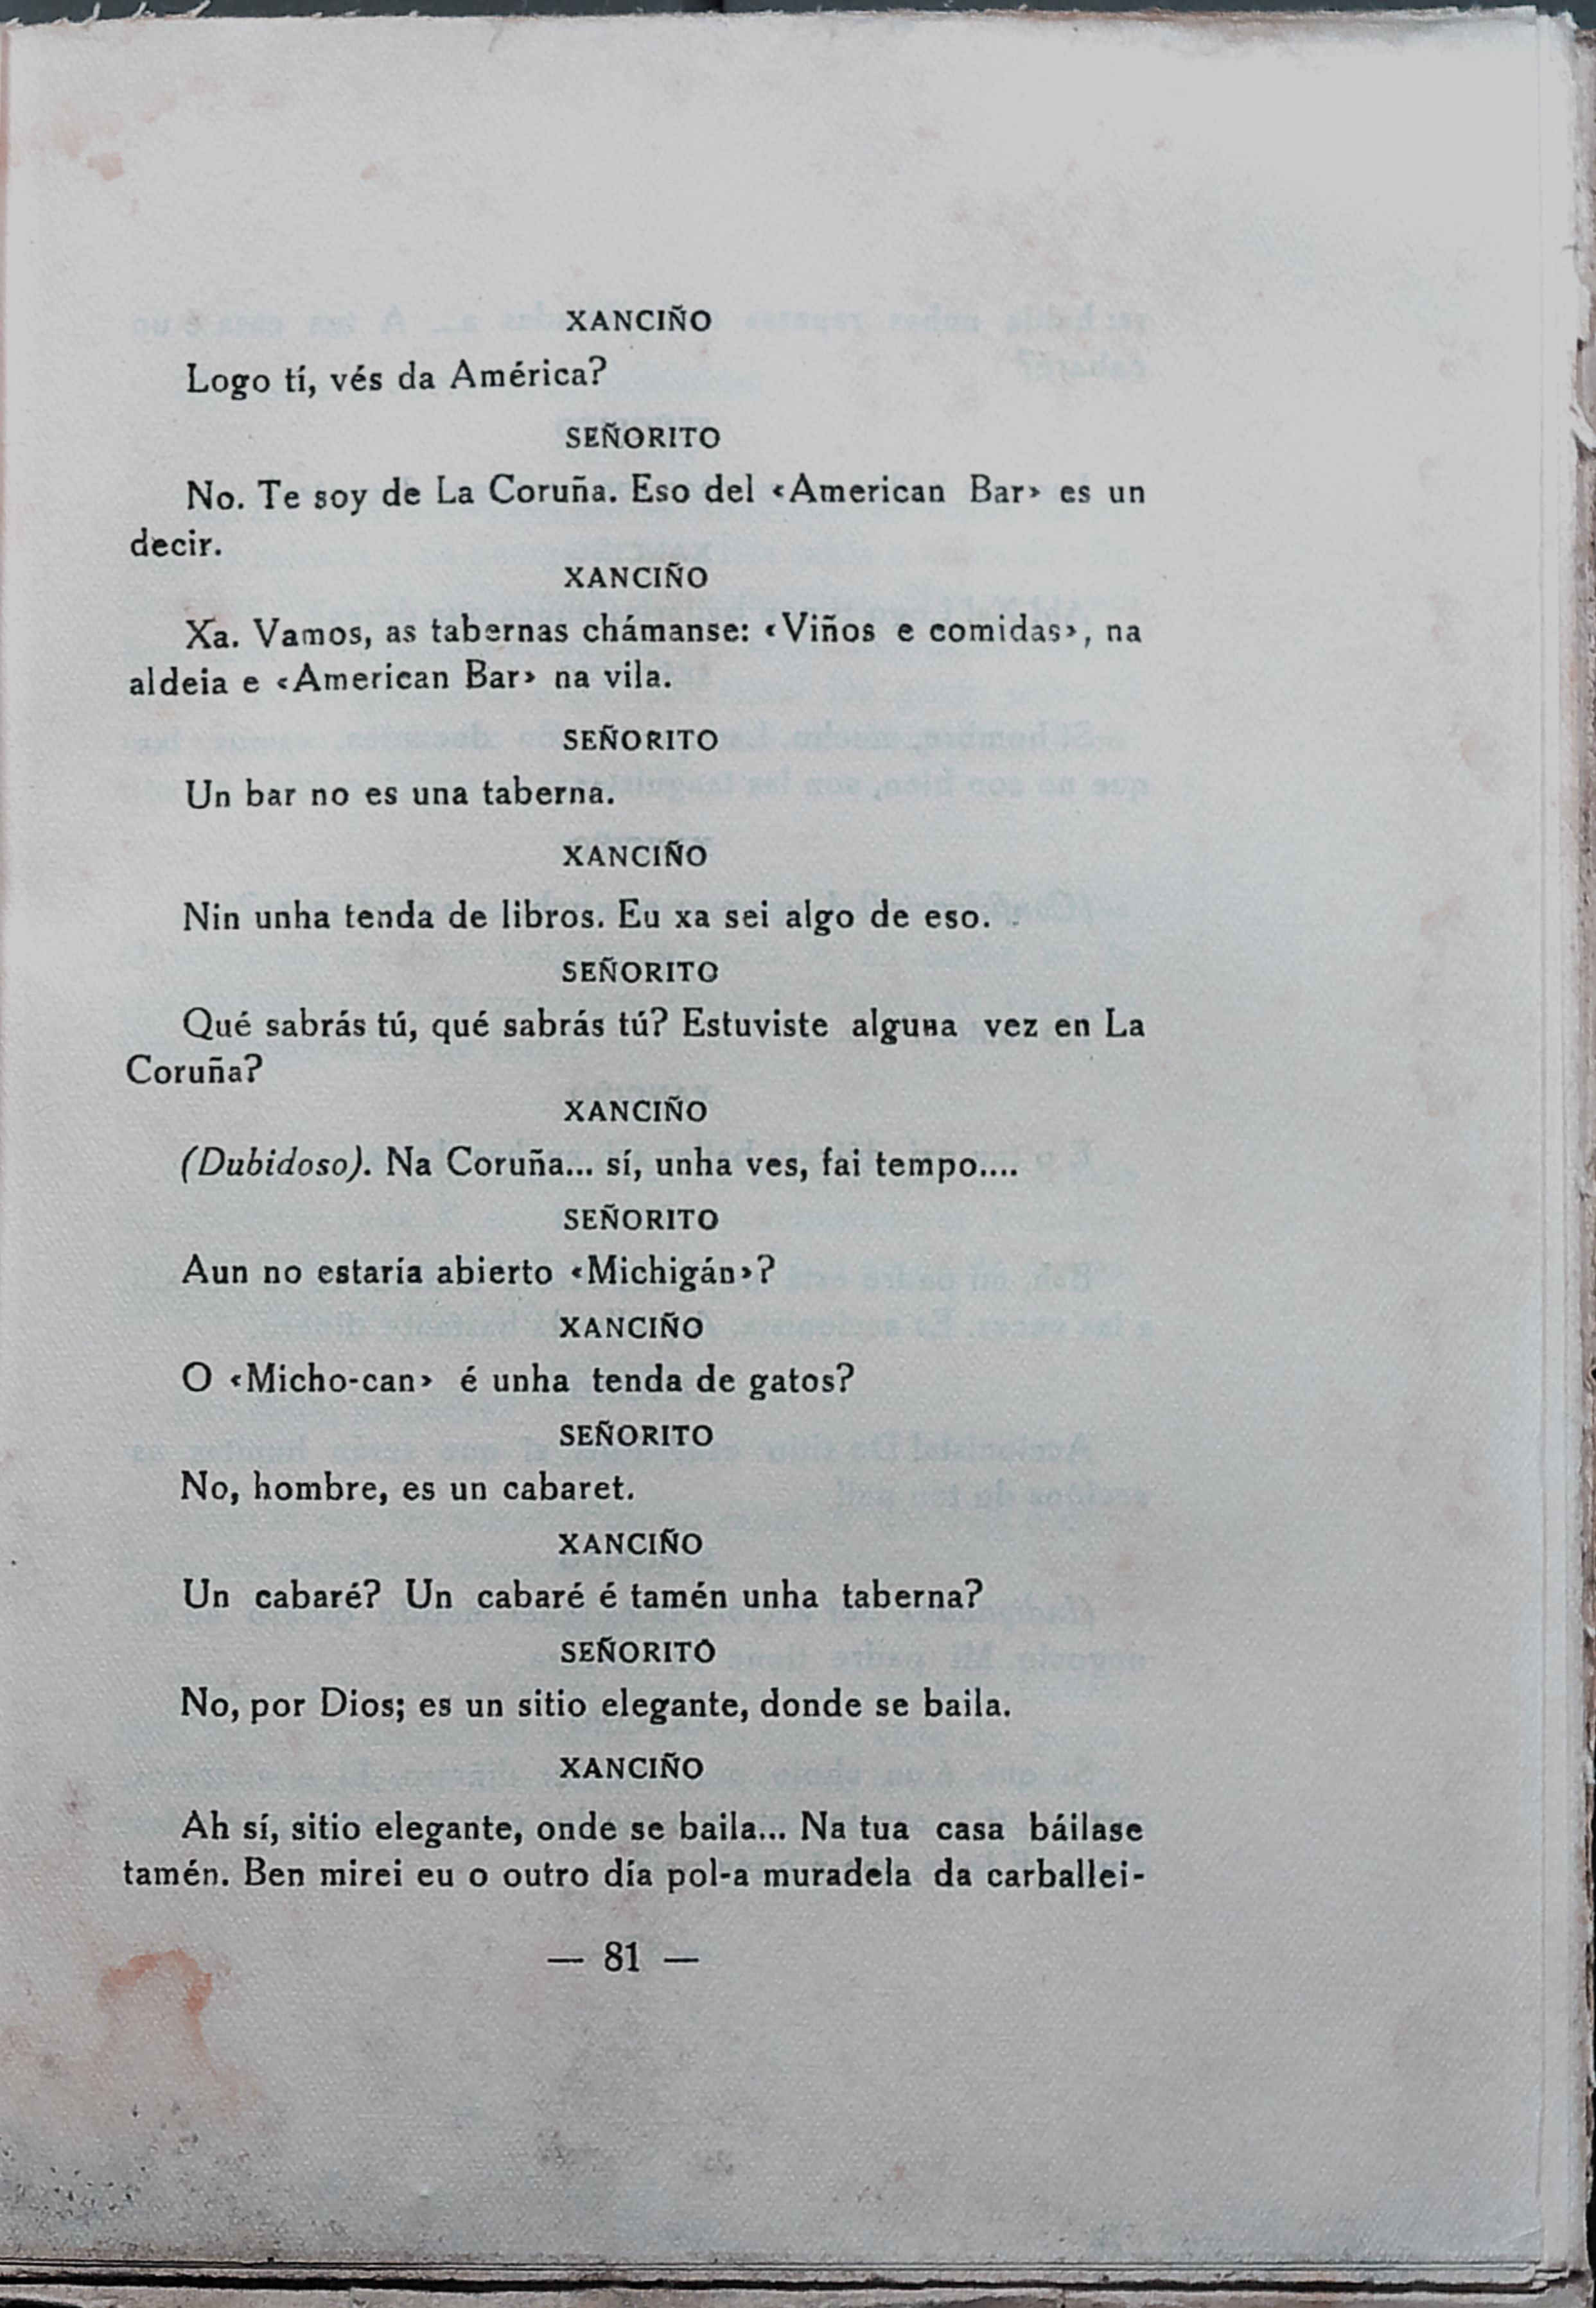 XANCIÑO
Logo tí, vés da América?
SEÑORITO
No. Te soy de La Coruña. Eso del «American Bar» es un
decir.
XANCIÑO
Xa. Vamos, as tabernas chámanse: «Viños e comidas», na
aldeia e «American Bar» na vila.
SEÑORITO
Un bar no es una taberna.
XANCIÑO
Nin unha tenda de libros. Eu xa sei algo de eso.
SEÑORITO
Qué sabrás tú, qué sabrás tú? Estuviste alguna vez en La
Coruña?
XANCIÑO
(Dubidoso). Na Coruña... sí, unha ves, fai tempo....
SEÑORITO
Aun no estaría abierto «Michigán»?
XANCIÑO
O «Micho-can» é unha tenda de gatos?
SEÑORITO
No, hombre, es un cabaret.
XANCIÑO
Un cabaré? Un cabaré é tamén unha taberna?
SEÑORITO
No, por Dios; es un sitio elegante, donde se baila.
XANCIÑO
Ah sí, sitio elegante, onde se baila... Na tua casa báilase
tamén. Ben mirei eu o outro día pol-a muradela da carballei-
— 81 —